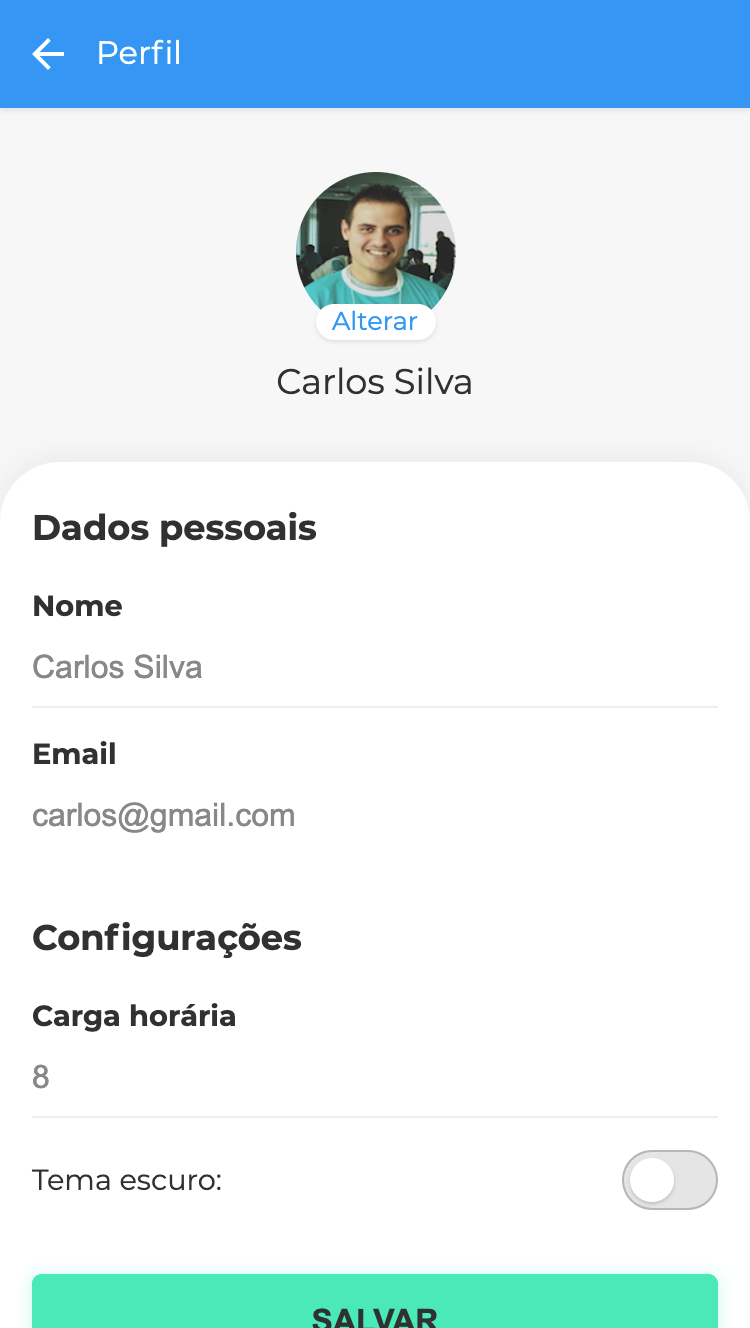 Perfil
Alterar
Carlos Silva
Dados pessoais
Nome
Carlos Silva
Email
carlos@gmail.com
Configurações
Carga horária
8
Tema escuro:
SALVAR